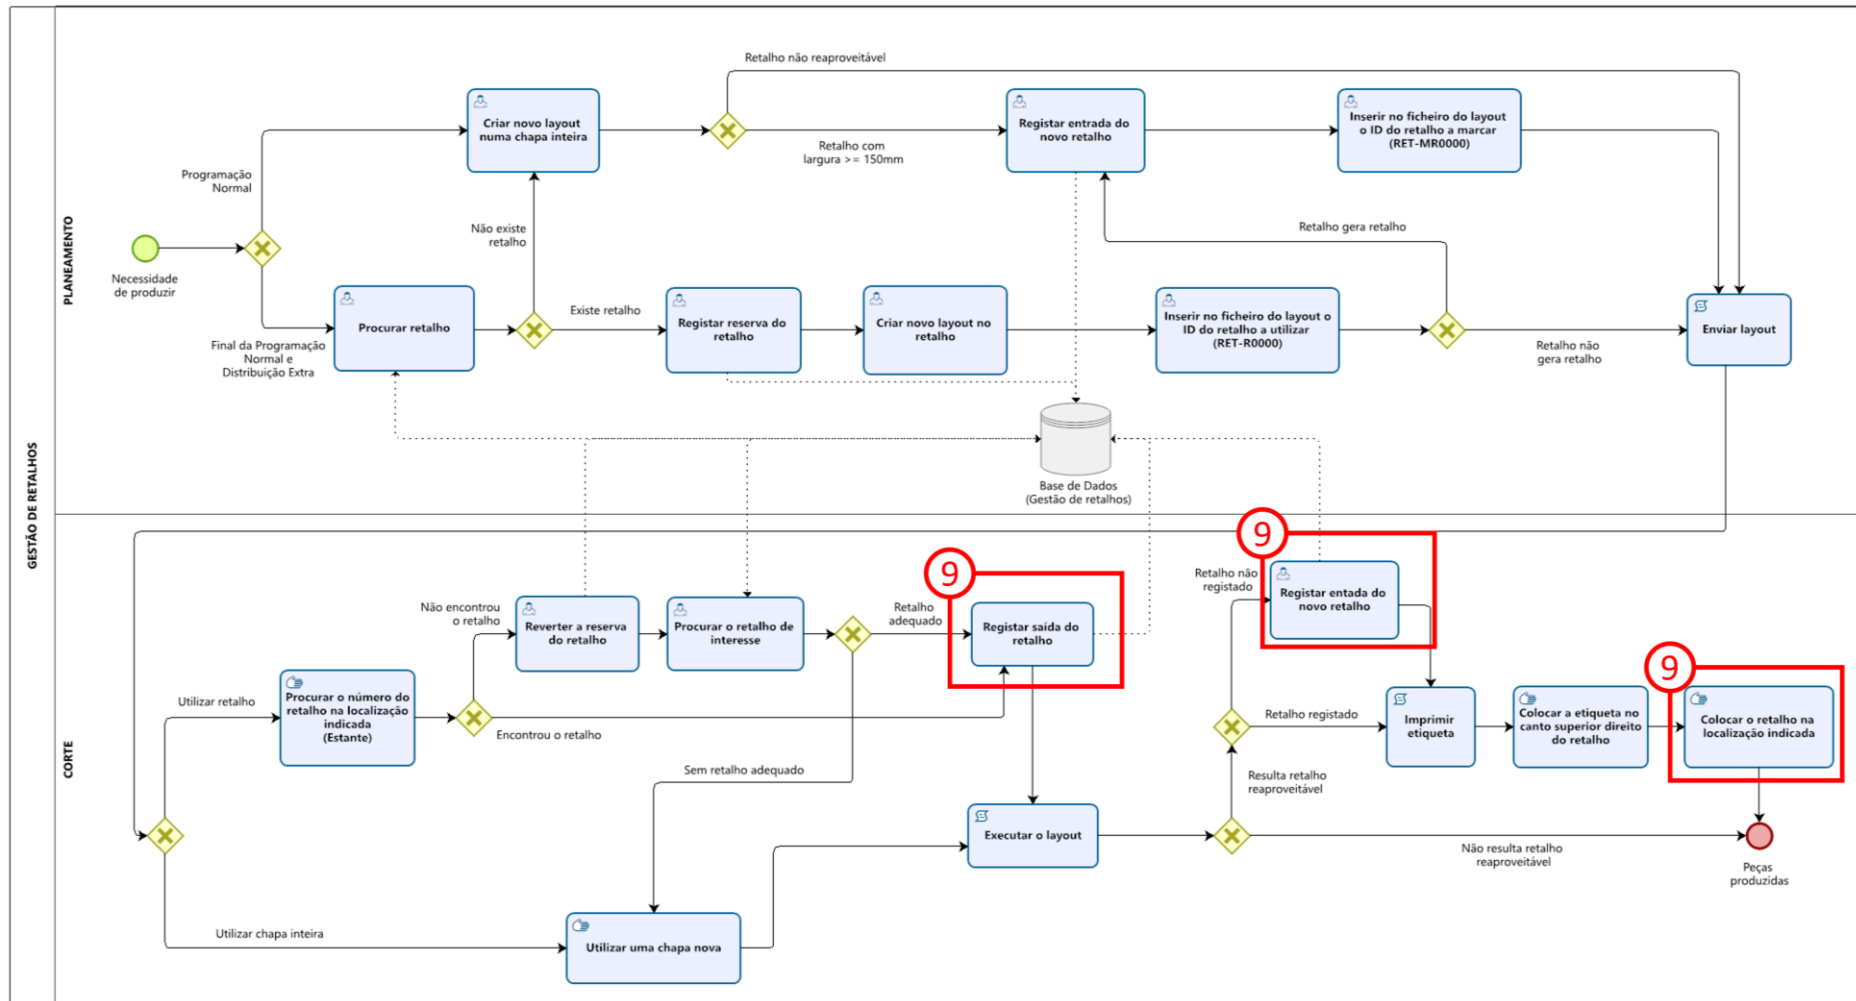 GESTÃO DE RETALHOS
PLANEAMENTO
Necessidade
de produzir
Programação
Normal
Final da Programação
Normal e
Distribuição Extra
Criar novo layout
numa chapa inteira
Procurar retalho
Não existe
retalho
Existe retalho
Retalho não reaproveitável
Retalho com
largura >= 150mm
Registar entrada do
novo retalho
Inserir no ficheiro do layout
o ID do retalho a marcar
(RET-MR0000)
Registar reserva do
retalho
Criar novo layout no
retalho
Inserir no ficheiro do layout o
ID do retalho a utilizar
(RET-R0000)
Retalho gera retalho
Retalho não
gera retalho
Enviar layout
Base de Dados
(Gestão de retalhos)
CORTE
Utilizar retalho
Utilizar chapa inteira
Procurar o número do
retalho na localização
indicada
(Estante)
Não encontrou
o retalho
Encontrou o retalho
Reverter a reserva
do retalho
Procurar o retalho de
interesse
Retalho
adequado
Sem retalho adequado
9
Registar saída do
retalho
Utilizar uma chapa nova
Executar o layout
Resulta retalho
reaproveitável
Não resulta retalho
reaproveitável
Retalho não
registado
Retalho registado
9
Registar entada do
novo retalho
Imprimir
etiqueta
Colocar a etiqueta no
canto superior direito
do retalho
9
Colocar o retalho na
localização indicada
Peças
produzidas